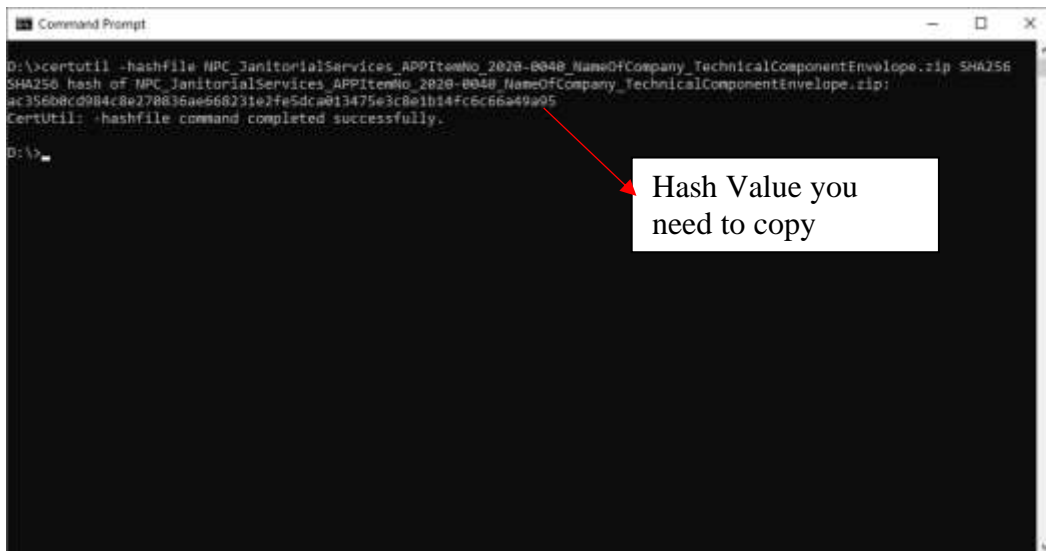 Command Prompt
D:\>certutil -hashfile NPC_JanitorialServices_APPItemNo_2020-0040_NameOfCompany_TechnicalComponentEnvelope.zip SHA256
SHA256 hash of NPC_JanitorialServices_APPItemNo_2020-0040_NameOfCompany_TechnicalComponentEnvelope.zip:
CertUtil: -hashfile command completed successfully.
D:\>
Hash Value you
need to copy